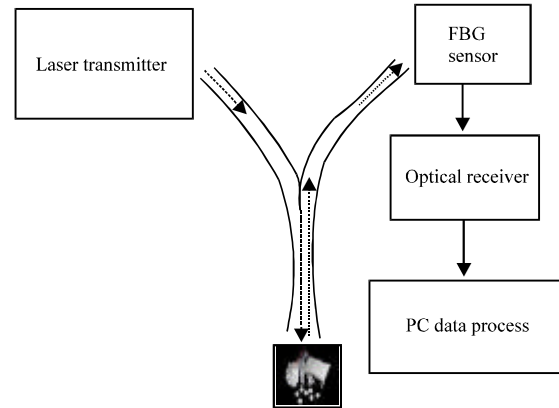 Laser transmitter
FBG
sensor
Optical receiver
PC data process